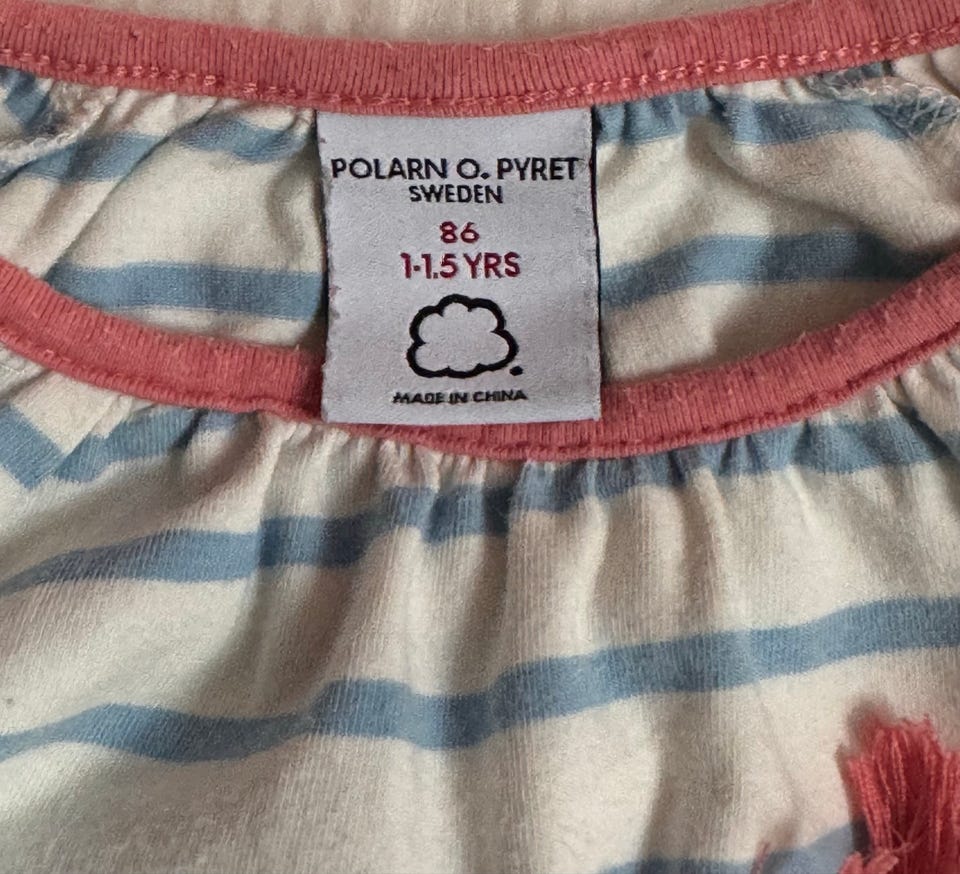 POLARN O. PYRET
SWEDEN
86
1-1.5 YRS
MADE IN CHINA